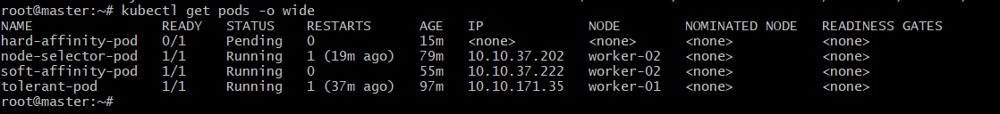 root@master:~# kubectl get pods -o wide
NAME                READY   STATUS    RESTARTS      AGE   IP             NODE        NOMINATED NODE   READINESS GATES
hard-affinity-pod   0/1     Pending   0             15m   <none>         <none>      <none>           <none>
node-selector-pod   1/1     Running   1 (19m ago)   79m   10.10.37.202   worker-02   <none>           <none>
soft-affinity-pod   1/1     Running   0             55m   10.10.37.222   worker-02   <none>           <none>
tolerant-pod        1/1     Running   1 (37m ago)   97m   10.10.171.35   worker-01   <none>           <none>
root@master:~#